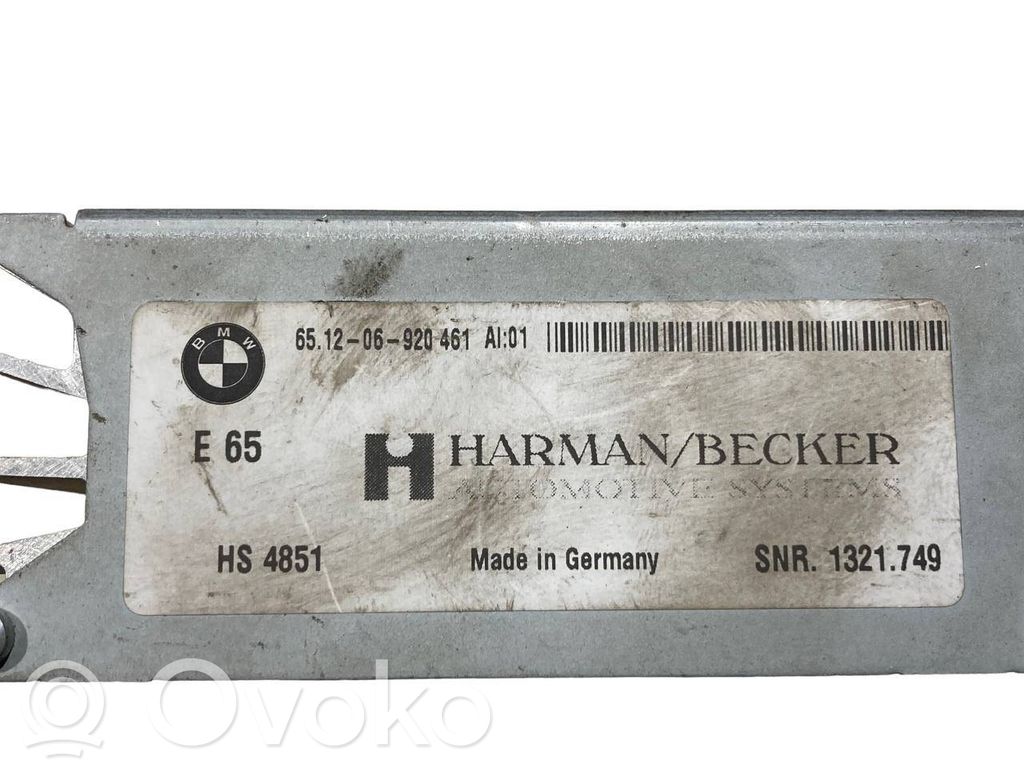 BMW
65.12-06-920 461 AI:01
E 65
HARMAN/BECKER
AUTOMOTIVE SYSTEMS
HS 4851
Made in Germany
SNR. 1321.749
Ovoko